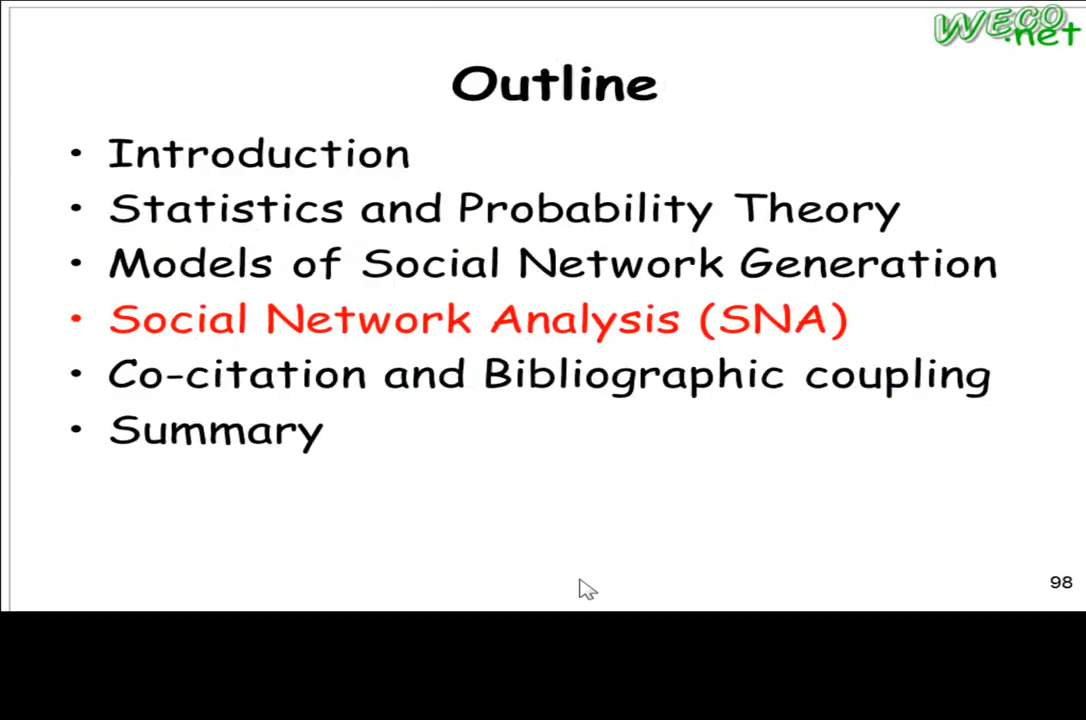 WECO
.net
Outline
• Introduction
• Statistics and Probability Theory
• Models of Social Network Generation
• Social Network Analysis (SNA)
• Co-citation and Bibliographic coupling
• Summary
98